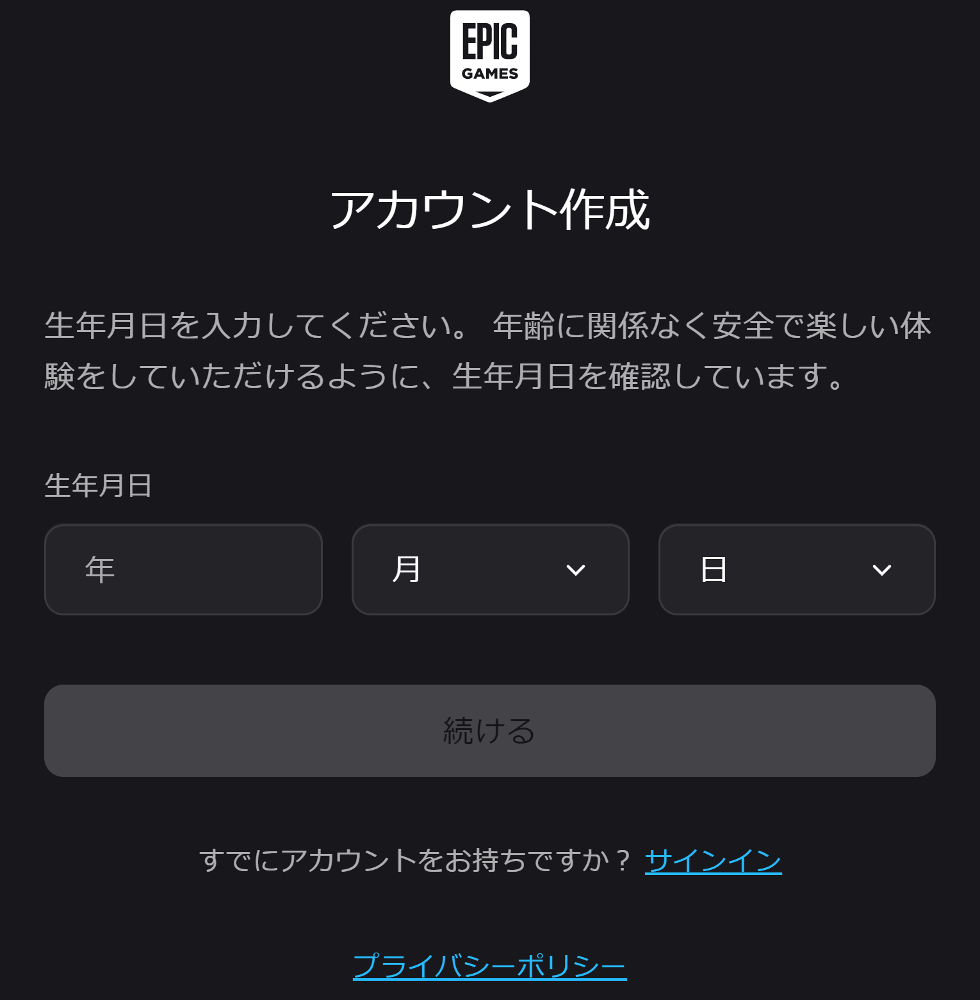 EPIC
GAMES
アカウント作成
生年月日を入力してください。 年齢に関係なく安全で楽しい体
験をしていただけるように、生年月日を確認しています。
生年月日
年 月 日
続ける
すでにアカウントをお持ちですか？ サインイン
プライバシーポリシー